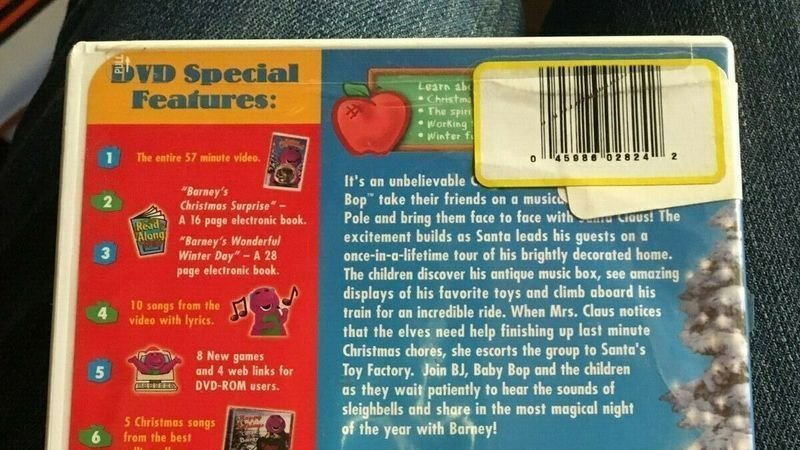 PULL
DVD Special
Features:
1 The entire 57 minute video.
2 "Barney's
Christmas Surprise" –
A 16 page electronic book.
Read
Along
3 "Barney's Wonderful
Winter Day" – A 28
page electronic book.
4 10 songs from the
video with lyrics.
5 8 New games
and 4 web links for
DVD-ROM users.
6 5 Christmas songs
from the best
Learn
• Christm
• The spiri
• Working
• Winter f
0 45986 02824 2
It's an unbelievable
Bop™ take their friends on a
Pole and bring them face to face with Santa Claus! The
excitement builds as Santa leads his guests on a
once-in-a-lifetime tour of his brightly decorated home.
The children discover his antique music box, see amazing
displays of his favorite toys and climb aboard his
train for an incredible ride. When Mrs. Claus notices
that the elves need help finishing up last minute
Christmas chores, she escorts the group to Santa's
Toy Factory. Join BJ, Baby Bop and the children
as they wait patiently to hear the sounds of
sleighbells and share in the most magical night
of the year with Barney!